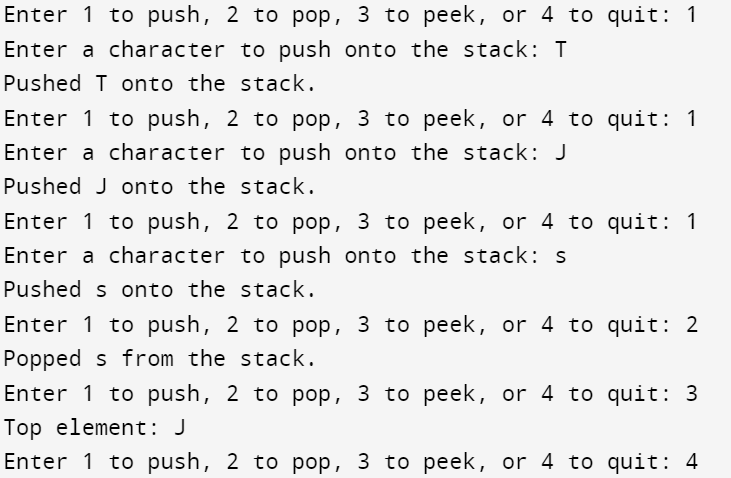 Enter 1 to push, 2 to pop, 3 to peek, or 4 to quit: 1
Enter a character to push onto the stack: T
Pushed T onto the stack.
Enter 1 to push, 2 to pop, 3 to peek, or 4 to quit: 1
Enter a character to push onto the stack: J
Pushed J onto the stack.
Enter 1 to push, 2 to pop, 3 to peek, or 4 to quit: 1
Enter a character to push onto the stack: s
Pushed s onto the stack.
Enter 1 to push, 2 to pop, 3 to peek, or 4 to quit: 2
Popped s from the stack.
Enter 1 to push, 2 to pop, 3 to peek, or 4 to quit: 3
Top element: J
Enter 1 to push, 2 to pop, 3 to peek, or 4 to quit: 4